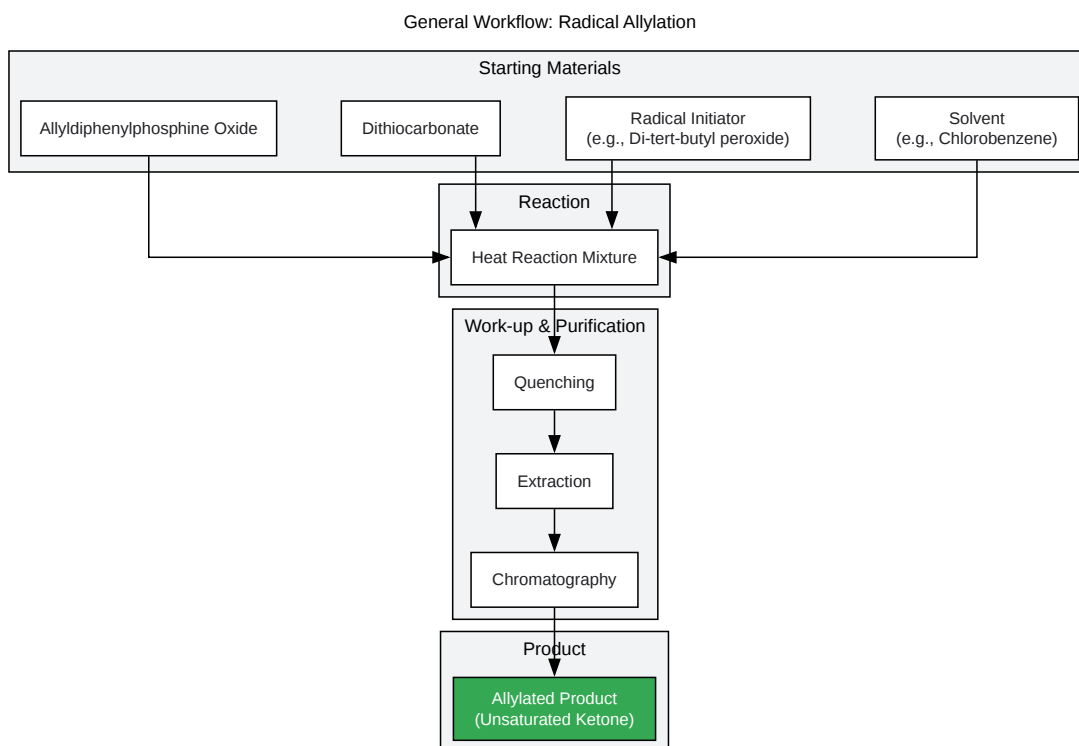 General Workflow: Radical Allylation
Starting Materials
Allyldiphenylphosphine Oxide
Dithiocarbonate
Radical Initiator
(e.g., Di-tert-butyl peroxide)
Solvent
(e.g., Chlorobenzene)
Reaction
Heat Reaction Mixture
Work-up & Purification
Quenching
Extraction
Chromatography
Product
Allylated Product
(Unsaturated Ketone)